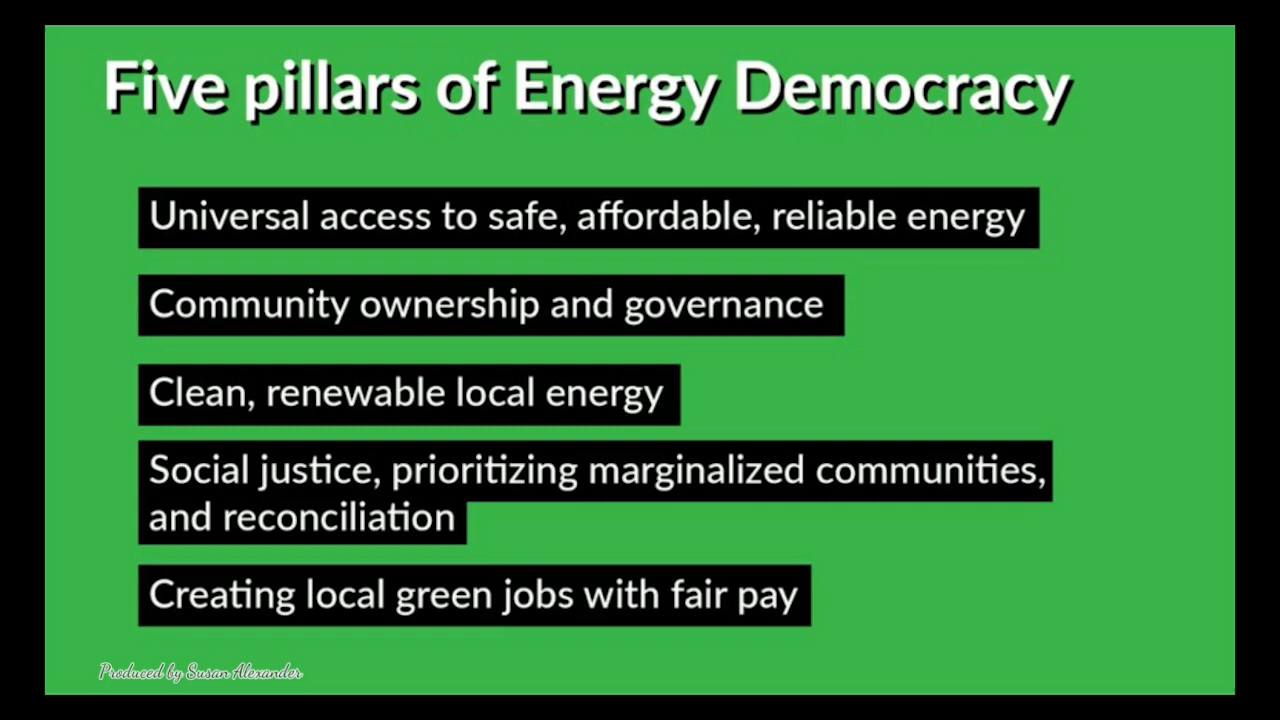 Five pillars of Energy Democracy
Universal access to safe, affordable, reliable energy
Community ownership and governance
Clean, renewable local energy
Social justice, prioritizing marginalized communities,
and reconciliation
Creating local green jobs with fair pay
Produced by Susan Alexander